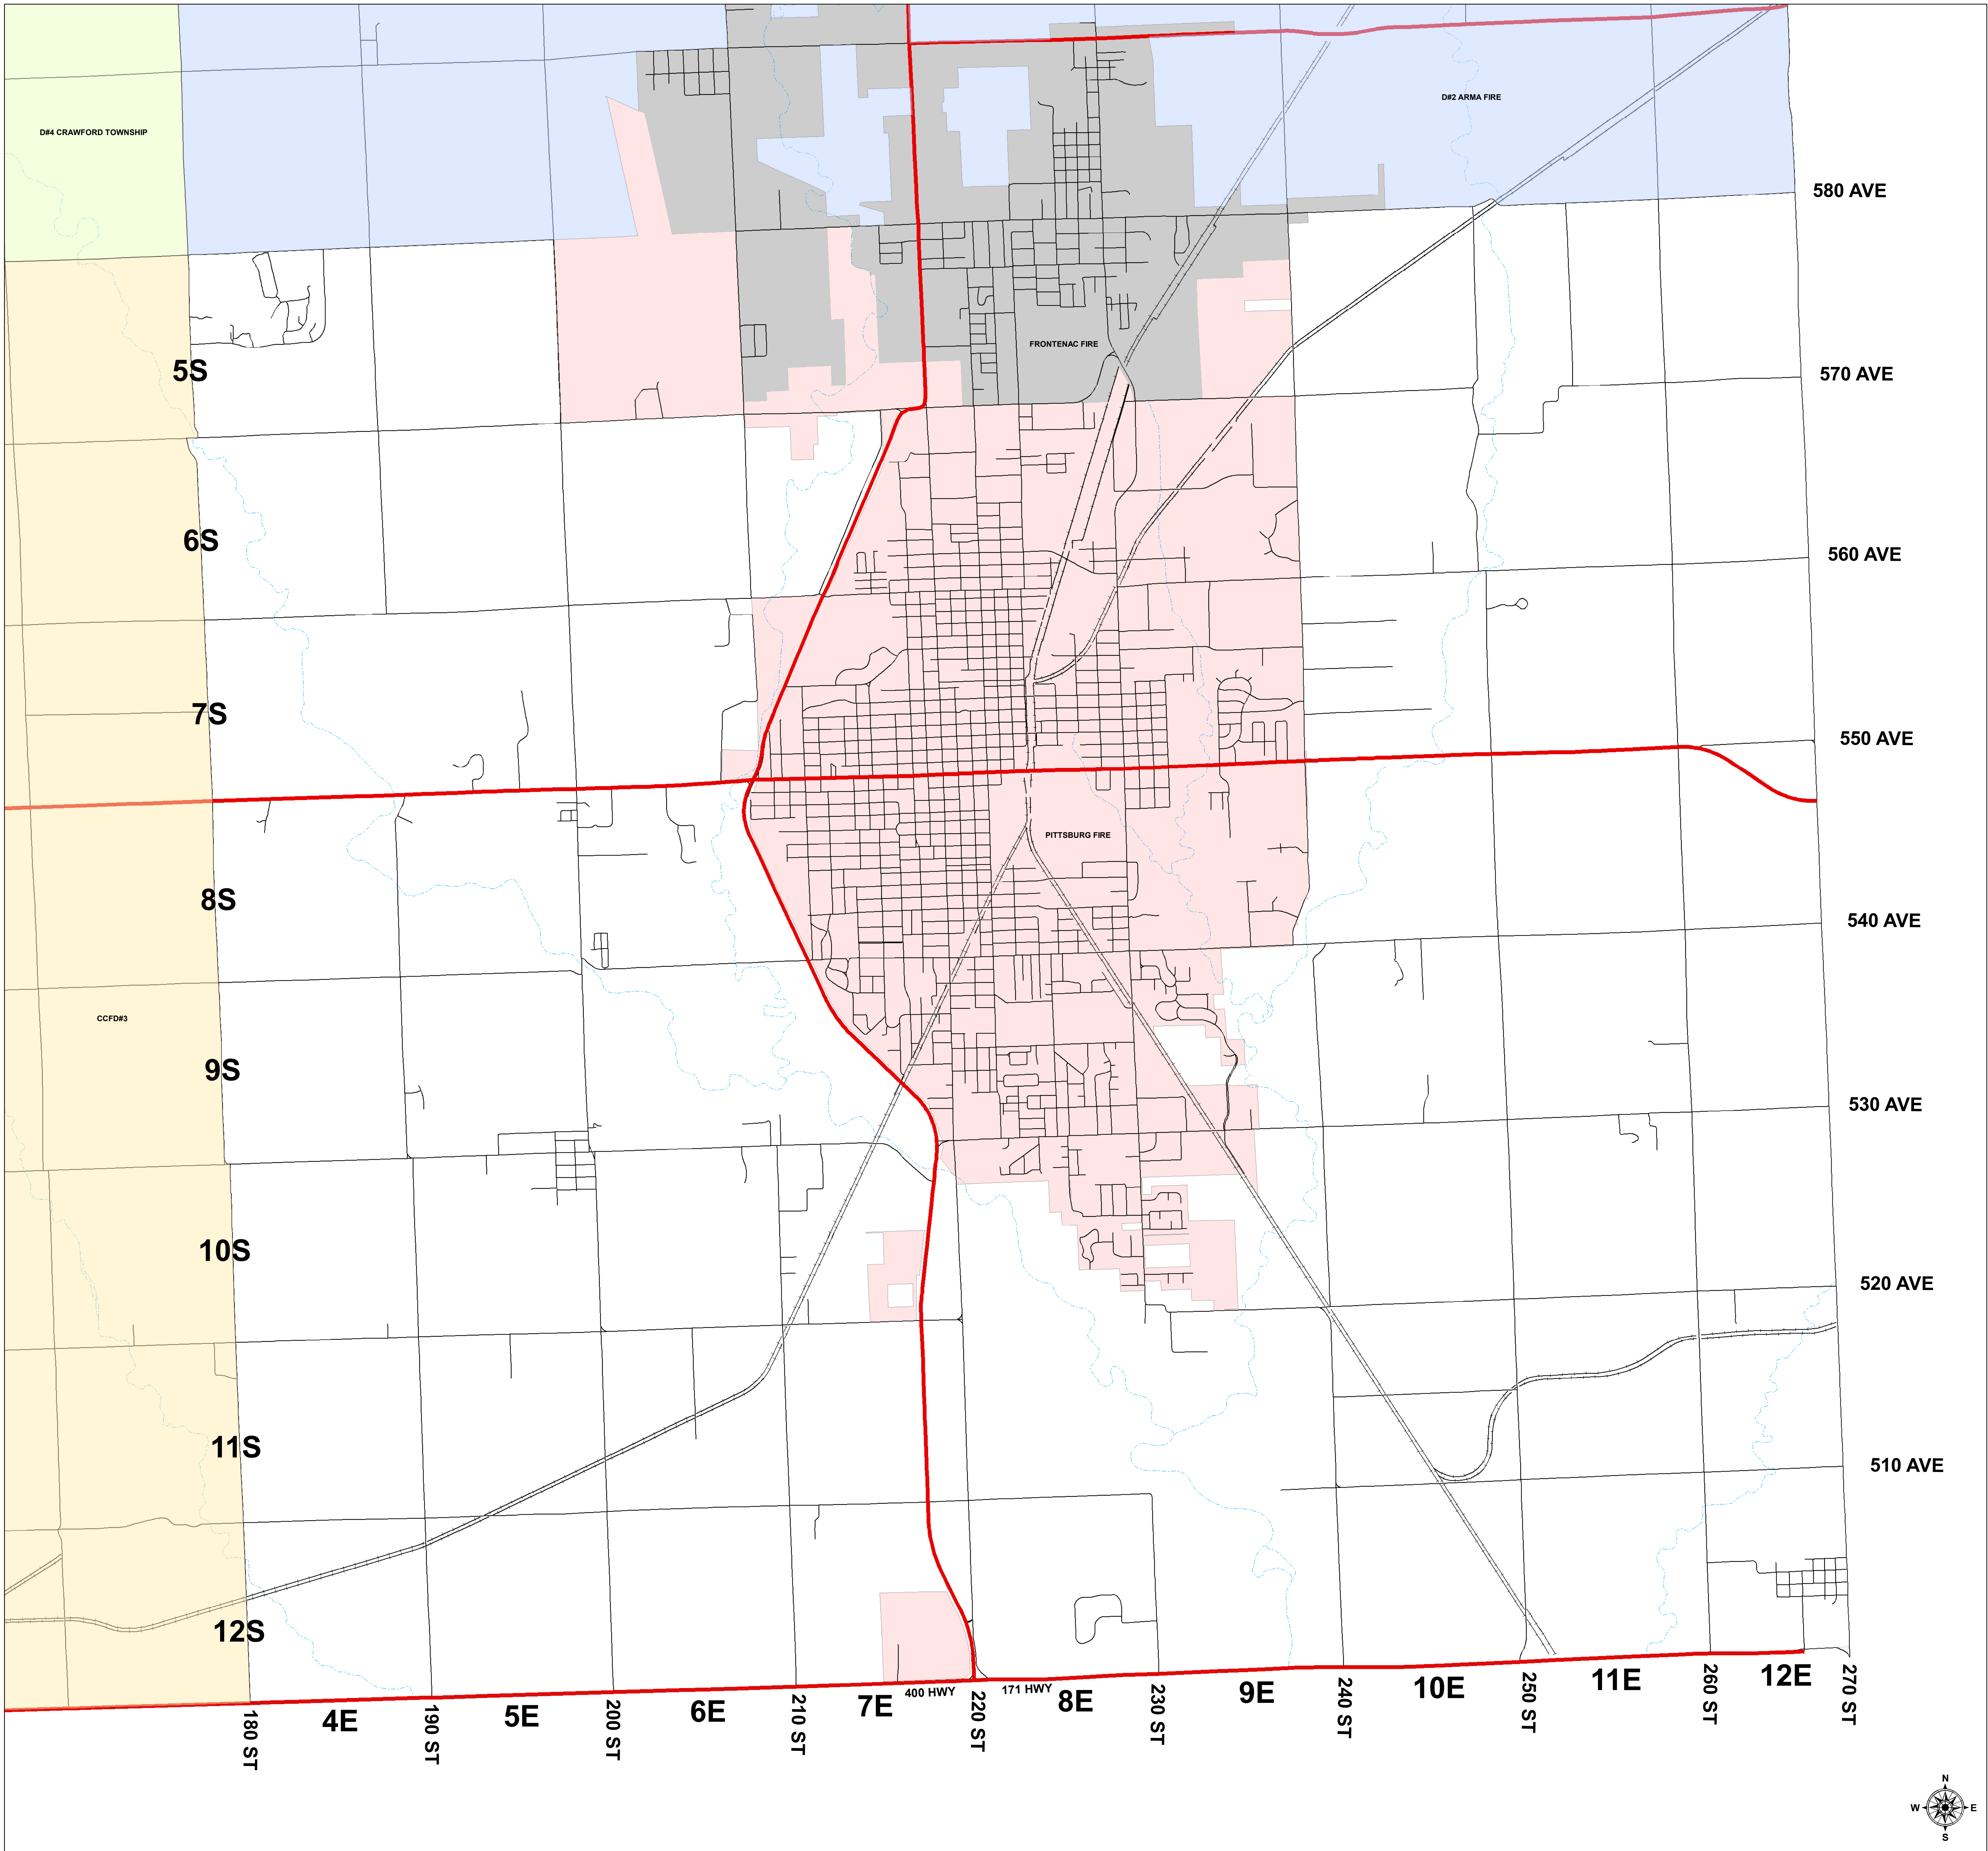 D#2 ARMA FIRE
D#4 CRAWFORD TOWNSHIP
580 AVE
FRONTENAC FIRE
5S
570 AVE
6S
560 AVE
7S
550 AVE
PITTSBURG FIRE
8S
540 AVE
CCFD#3
9S
530 AVE
10S
520 AVE
11S
510 AVE
12S
180 ST
4E
190 ST
5E
200 ST
6E
210 ST
7E
400 HWY
220 ST
171 HWY
8E
230 ST
9E
240 ST
10E
250 ST
11E
260 ST
12E
270 ST
N
W E
S